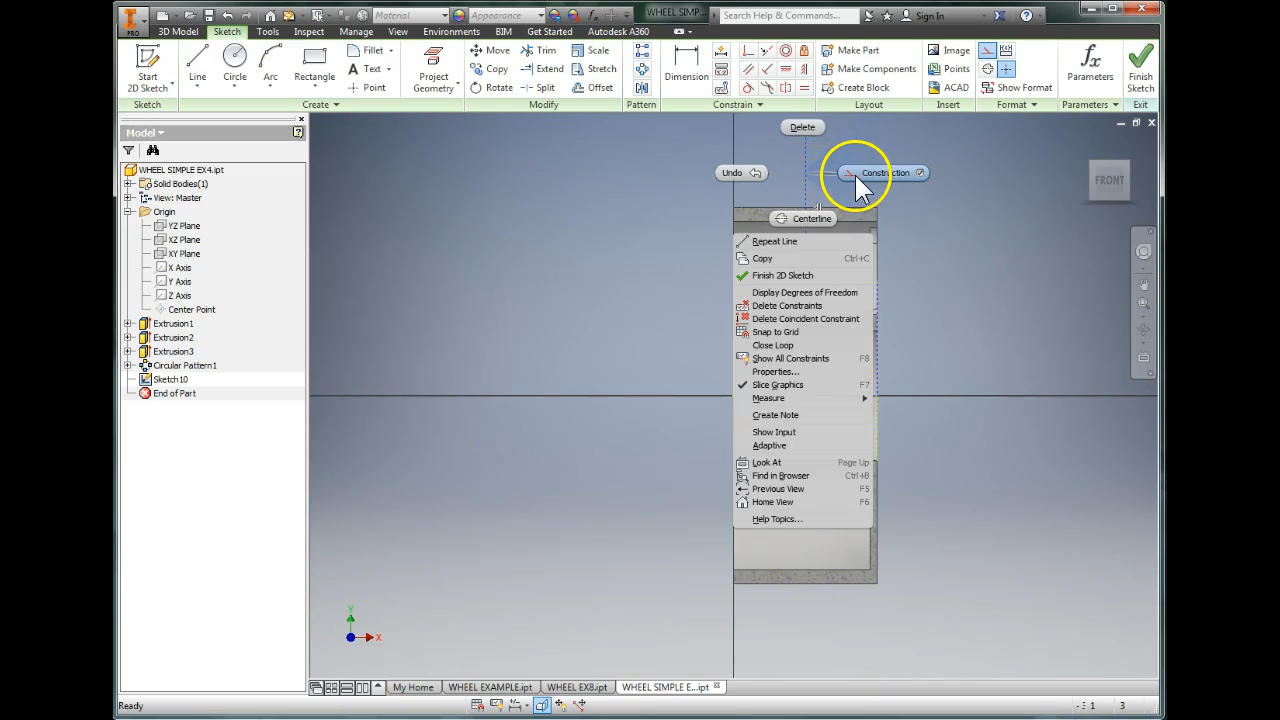 PRO
Material
Appearance
WHEEL SIMP...
Search Help & Commands...
Sign In
3D Model
Sketch
Tools
Inspect
Manage
View
Environments
BIM
Get Started
Autodesk A360
Start
2D Sketch
Line
Circle
Arc
Rectangle
Fillet
Text
Point
Project
Geometry
Move
Copy
Rotate
Trim
Extend
Split
Scale
Stretch
Offset
Dimension
Make Part
Make Components
Create Block
Image
Points
ACAD
Show Format
Parameters
Finish
Sketch
Sketch
Create
Modify
Pattern
Constrain
Layout
Insert
Format
Parameters
Exit
Model
WHEEL SIMPLE EX4.ipt
Solid Bodies(1)
View: Master
Origin
YZ Plane
XZ Plane
XY Plane
X Axis
Y Axis
Z Axis
Center Point
Extrusion1
Extrusion2
Extrusion3
Circular Pattern1
Sketch10
End of Part
Delete
Undo
Construction
Centerline
FRONT
Repeat Line
Copy Ctrl+C
Finish 2D Sketch
Display Degrees of Freedom
Delete Constraints
Delete Coincident Constraint
Snap to Grid
Close Loop
Show All Constraints F8
Properties...
Slice Graphics F7
Measure
Create Note
Show Input
Adaptive
Look At Page Up
Find in Browser Ctrl+B
Previous View F5
Home View F6
Help Topics...
Y
X
My Home
WHEEL EXAMPLE.ipt
WHEEL EX8.ipt
WHEEL SIMPLE E...ipt
Ready
1
3